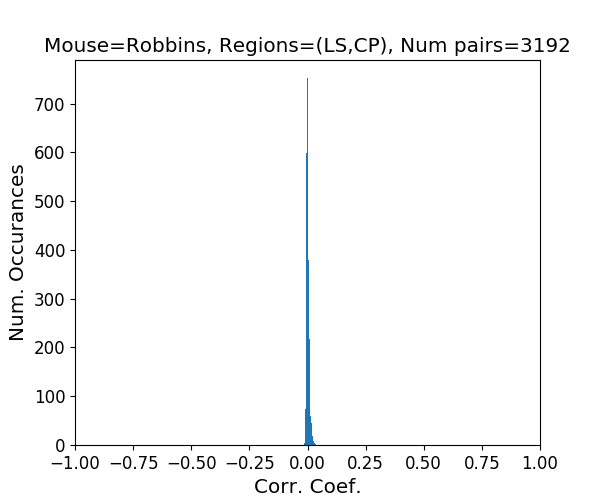 Mouse=Robbins, Regions=(LS,CP), Num pairs=3192
700
600
500
400
300
200
100
0
Num. Occurances
−1.00 −0.75 −0.50 −0.25 0.00 0.25 0.50 0.75 1.00
Corr. Coef.